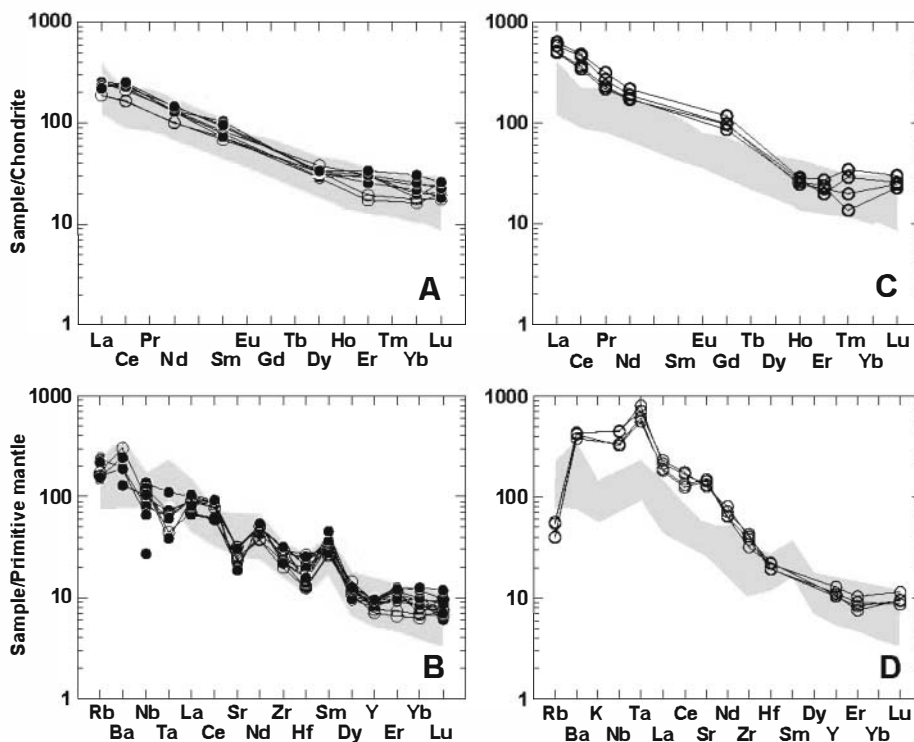 1000
100
10
1
Sample/Chondrite
A
La Pr Eu Tb Ho Tm Lu
Ce Nd Sm Gd Dy Er Yb
1000
100
10
1
C
La Pr Eu Tb Ho Tm Lu
Ce Nd Sm Gd Dy Er Yb
1000
100
10
1
Sample/Primitive mantle
B
Rb Nb La Sr Zr Sm Y Yb
Ba Ta Ce Nd Hf Dy Er Lu
1000
100
10
1
D
Rb K Ta Ce Nd Hf Dy Er Lu
Ba Nb La Sr Zr Sm Y Yb